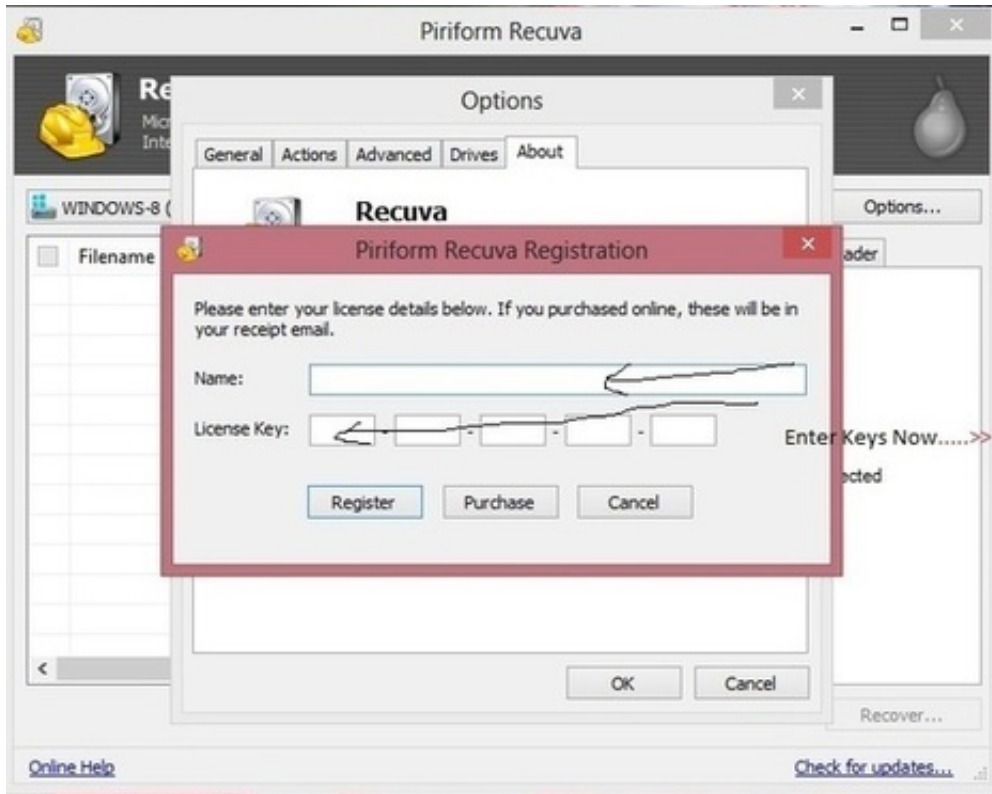 Piriform Recuva
Re
Mic
Inte
Options
General Actions Advanced Drives About
WINDOWS-8 (
Recuva
Options...
Filename
Piriform Recuva Registration
ader
Please enter your license details below. If you purchased online, these will be in
your receipt email.
Name:
License Key: - - - -
Enter Keys Now.....>>
ected
Register Purchase Cancel
OK Cancel
Recover...
Online Help
Check for updates...